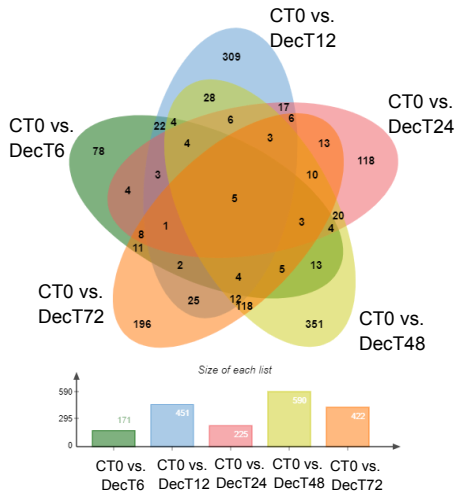 CT0 vs.
DecT12
309
CT0 vs.
DecT24
28
17
22 4
6
6
CT0 vs.
DecT6
3
13
4
78
118
3
10
4
5
20
1
3
4
8
11
2
4
5
13
CT0 vs.
DecT72
25
12
118
196
351
CT0 vs.
DecT48
Size of each list
590
295
0
171
451
225
590
422
CT0 vs. CT0 vs. CT0 vs. CT0 vs. CT0 vs.
DecT6 DecT12 DecT24 DecT48 DecT72